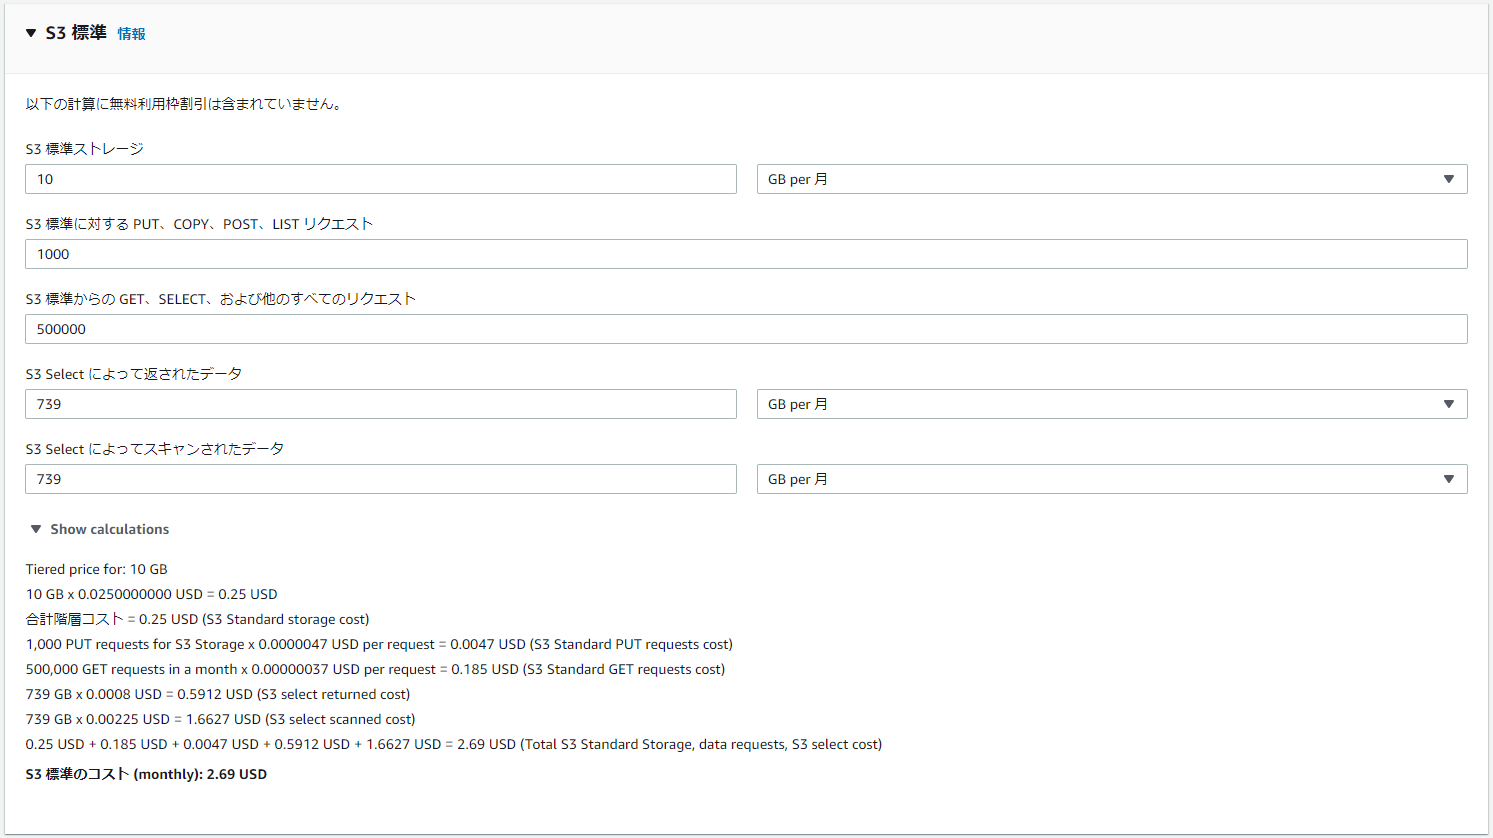 S3 標準 情報
以下の計算に無料利用枠割引は含まれていません。
S3 標準ストレージ
10 GB per 月
S3 標準に対する PUT、COPY、POST、LIST リクエスト
1000
S3 標準からの GET、SELECT、および他のすべてのリクエスト
500000
S3 Select によって返されたデータ
739 GB per 月
S3 Select によってスキャンされたデータ
739 GB per 月
Show calculations
Tiered price for: 10 GB
10 GB x 0.0250000000 USD = 0.25 USD
合計階層コスト = 0.25 USD (S3 Standard storage cost)
1,000 PUT requests for S3 Storage x 0.0000047 USD per request = 0.0047 USD (S3 Standard PUT requests cost)
500,000 GET requests in a month x 0.00000037 USD per request = 0.185 USD (S3 Standard GET requests cost)
739 GB x 0.0008 USD = 0.5912 USD (S3 select returned cost)
739 GB x 0.00225 USD = 1.6627 USD (S3 select scanned cost)
0.25 USD + 0.185 USD + 0.0047 USD + 0.5912 USD + 1.6627 USD = 2.69 USD (Total S3 Standard Storage, data requests, S3 select cost)
S3 標準のコスト (monthly): 2.69 USD